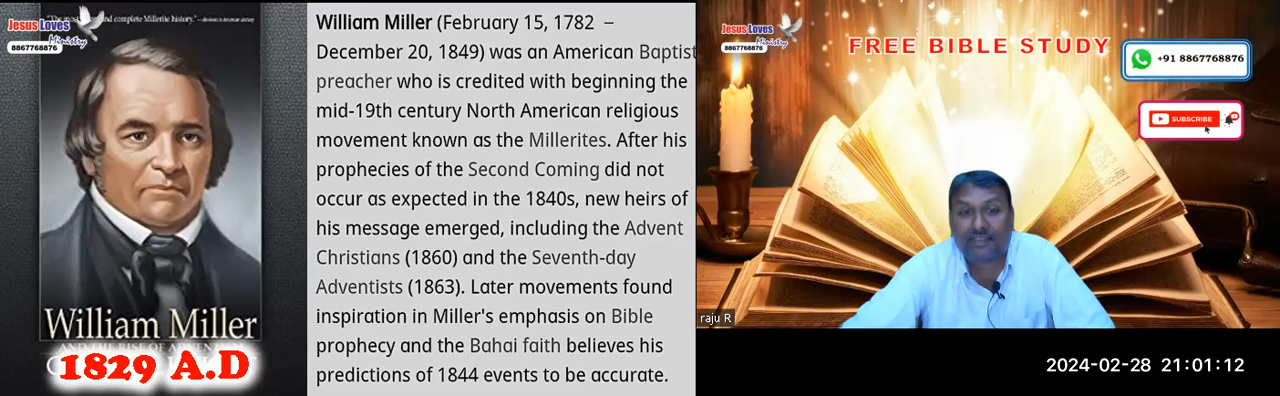 Jesus Loves
Ministry
8867768876
complete Millerite history."
William Miller
1829 A.D
William Miller (February 15, 1782 –
December 20, 1849) was an American Baptist
preacher who is credited with beginning the
mid-19th century North American religious
movement known as the Millerites. After his
prophecies of the Second Coming did not
occur as expected in the 1840s, new heirs of
his message emerged, including the Advent
Christians (1860) and the Seventh-day
Adventists (1863). Later movements found
inspiration in Miller's emphasis on Bible
prophecy and the Bahai faith believes his
predictions of 1844 events to be accurate.
Jesus Loves
Ministry
8867768876
FREE BIBLE STUDY
+91 8867768876
SUBSCRIBE
raju R
2024-02-28 21:01:12